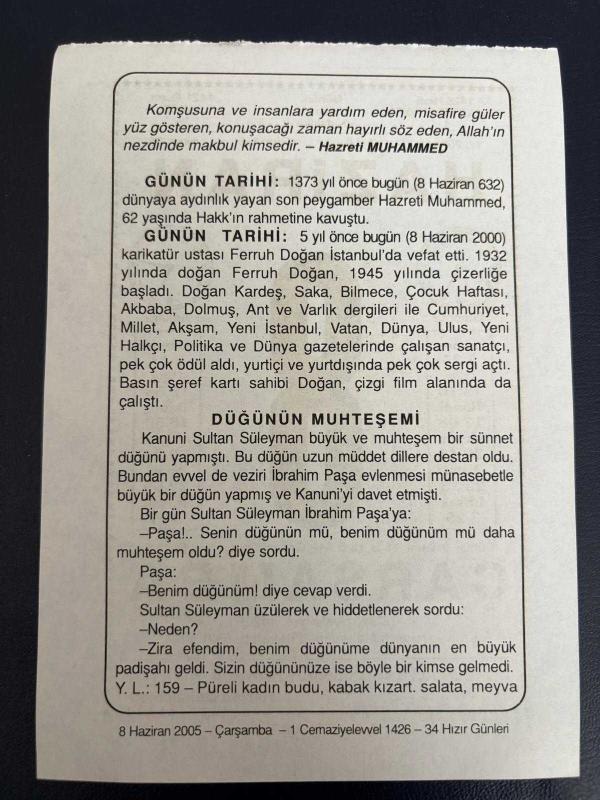 Komşusuna ve insanlara yardım eden, misafire güler
yüz gösteren, konuşacağı zaman hayırlı söz eden, Allah'ın
nezdinde makbul kimsedir. – Hazreti MUHAMMED
GÜNÜN TARİHİ: 1373 yıl önce bugün (8 Haziran 632)
dünyaya aydınlık yayan son peygamber Hazreti Muhammed,
62 yaşında Hakk'ın rahmetine kavuştu.
GÜNÜN TARİHİ: 5 yıl önce bugün (8 Haziran 2000)
karikatür ustası Ferruh Doğan İstanbul'da vefat etti. 1932
yılında doğan Ferruh Doğan, 1945 yılında çizerliğe
başladı. Doğan Kardeş, Saka, Bilmece, Çocuk Haftası,
Akbaba, Dolmuş, Ant ve Varlık dergileri ile Cumhuriyet,
Millet, Akşam, Yeni İstanbul, Vatan, Dünya, Ulus, Yeni
Halkçı, Politika ve Dünya gazetelerinde çalışan sanatçı,
pek çok ödül aldı, yurtiçi ve yurtdışında pek çok sergi açtı.
Basın şeref kartı sahibi Doğan, çizgi film alanında da
çalıştı.
DÜĞÜNÜN MUHTEŞEMİ
Kanuni Sultan Süleyman büyük ve muhteşem bir sünnet
düğünü yapmıştı. Bu düğün uzun müddet dillere destan oldu.
Bundan evvel de veziri İbrahim Paşa evlenmesi münasebetle
büyük bir düğün yapmış ve Kanuni'yi davet etmişti.
Bir gün Sultan Süleyman İbrahim Paşa'ya:
–Paşa!.. Senin düğünün mü, benim düğünüm mü daha
muhteşem oldu? diye sordu.
Paşa:
–Benim düğünüm! diye cevap verdi.
Sultan Süleyman üzülerek ve hiddetlenerek sordu:
–Neden?
–Zira efendim, benim düğünüme dünyanın en büyük
padişahı geldi. Sizin düğününüze ise böyle bir kimse gelmedi.
Y. L.: 159 – Püreli kadın budu, kabak kızart. salata, meyva
8 Haziran 2005 – Çarşamba – 1 Cemaziyelevvel 1426 – 34 Hızır Günleri